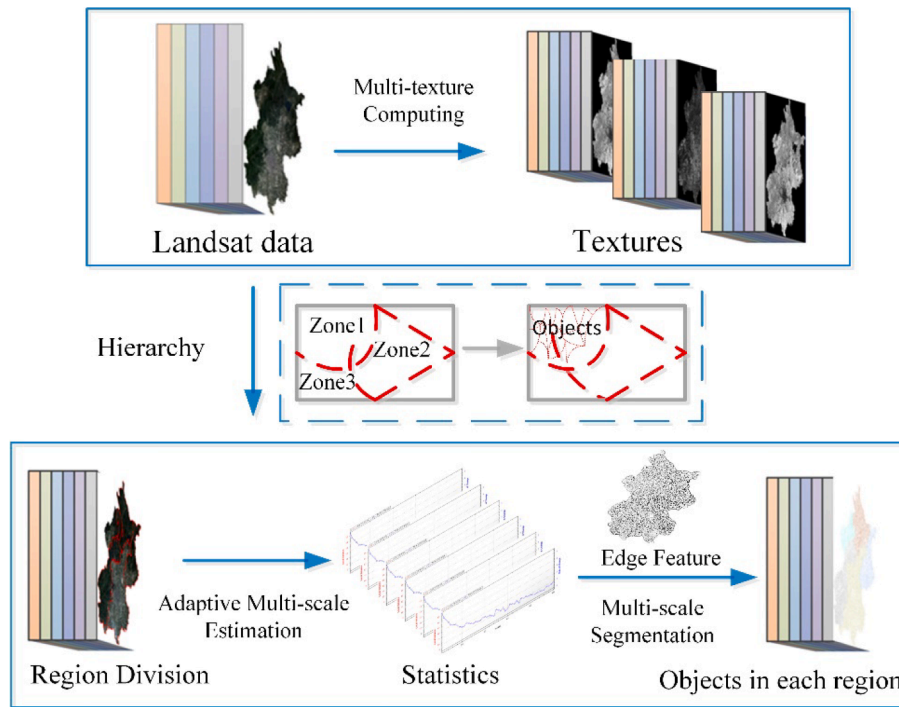 Multi-texture
Computing
Landsat data
Textures
Hierarchy
Zone1
Zone2
Zone3
Objects
Edge Feature
Adaptive Multi-scale
Estimation
Multi-scale
Segmentation
Region Division
Statistics
Objects in each region